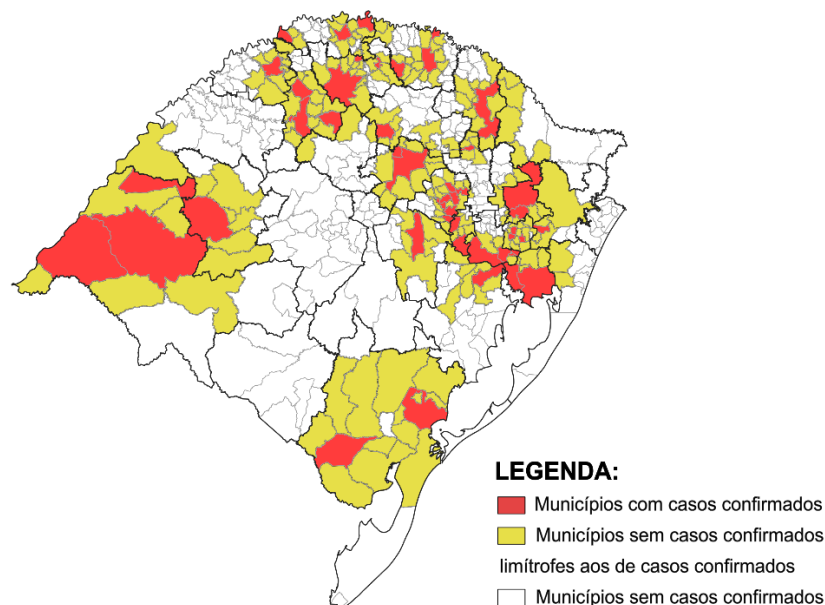 LEGENDA:
Municípios com casos confirmados
Municípios sem casos confirmados
limítrofes aos de casos confirmados
Municípios sem casos confirmados